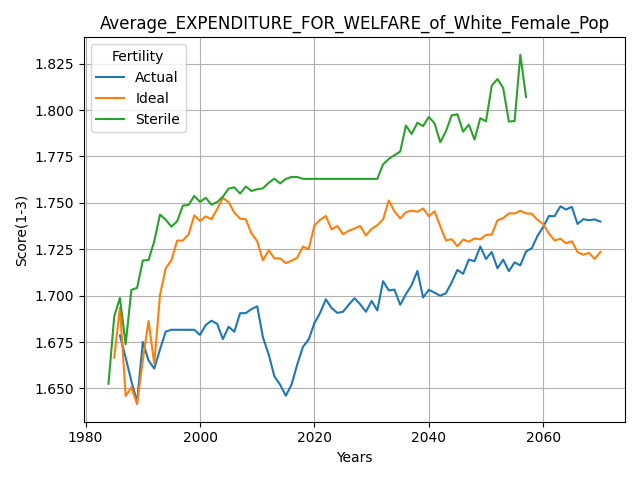 Average_EXPENDITURE_FOR_WELFARE_of_White_Female_Pop
Fertility
Actual
Ideal
Sterile
Score(1-3)
1.825
1.800
1.775
1.750
1.725
1.700
1.675
1.650
1980 2000 2020 2040 2060
Years